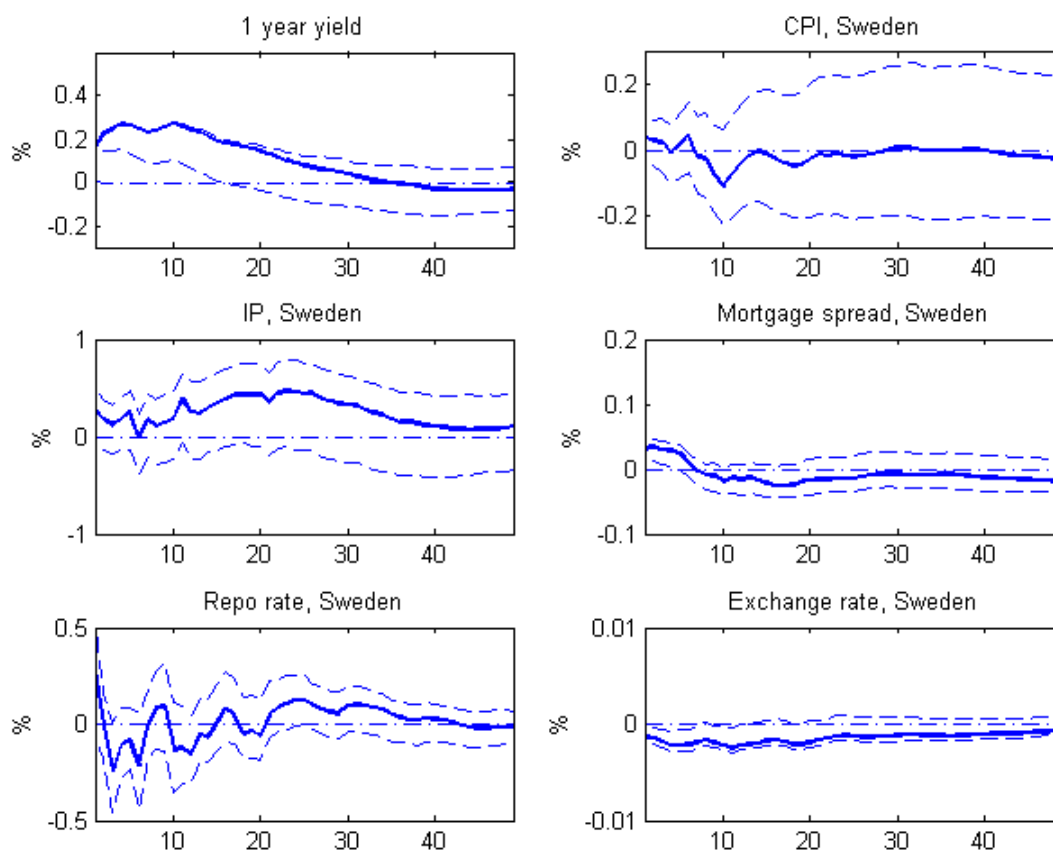 1 year yield
%
0.4
0.2
0
-0.2
10 20 30 40
CPI, Sweden
%
0.2
0
-0.2
10 20 30 40
IP, Sweden
%
1
0
-1
10 20 30 40
Mortgage spread, Sweden
%
0.2
0.1
0
-0.1
10 20 30 40
Repo rate, Sweden
%
0.5
0
-0.5
10 20 30 40
Exchange rate, Sweden
%
0.01
0
-0.01
10 20 30 40